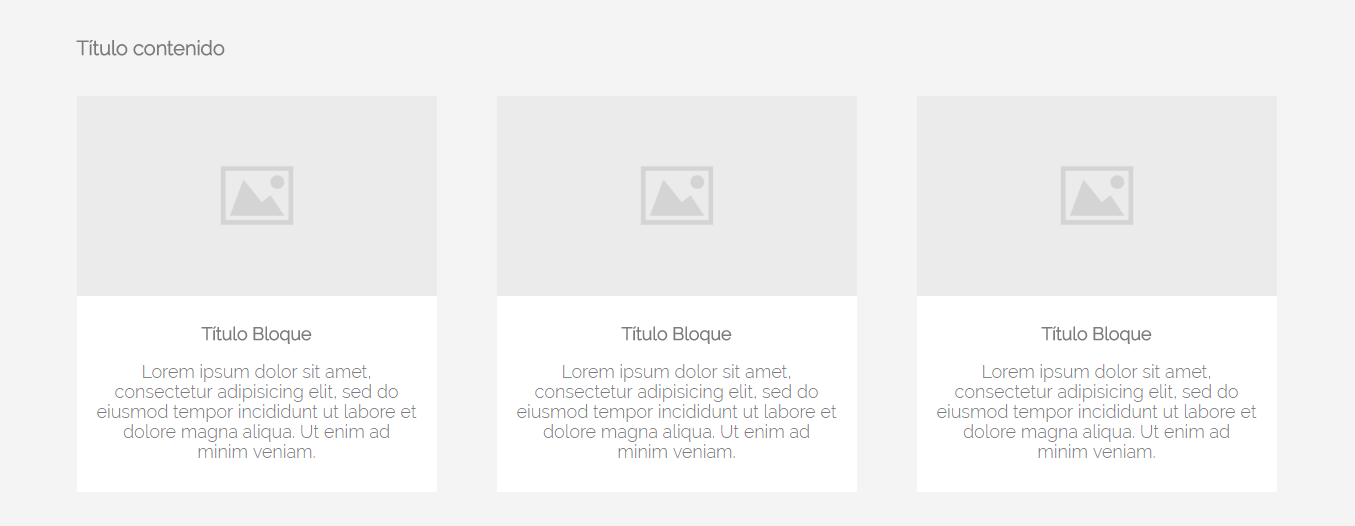 Título contenido
Título Bloque
Lorem ipsum dolor sit amet,
consectetur adipisicing elit, sed do
eiusmod tempor incididunt ut labore et
dolore magna aliqua. Ut enim ad
minim veniam.
Título Bloque
Lorem ipsum dolor sit amet,
consectetur adipisicing elit, sed do
eiusmod tempor incididunt ut labore et
dolore magna aliqua. Ut enim ad
minim veniam.
Título Bloque
Lorem ipsum dolor sit amet,
consectetur adipisicing elit, sed do
eiusmod tempor incididunt ut labore et
dolore magna aliqua. Ut enim ad
minim veniam.